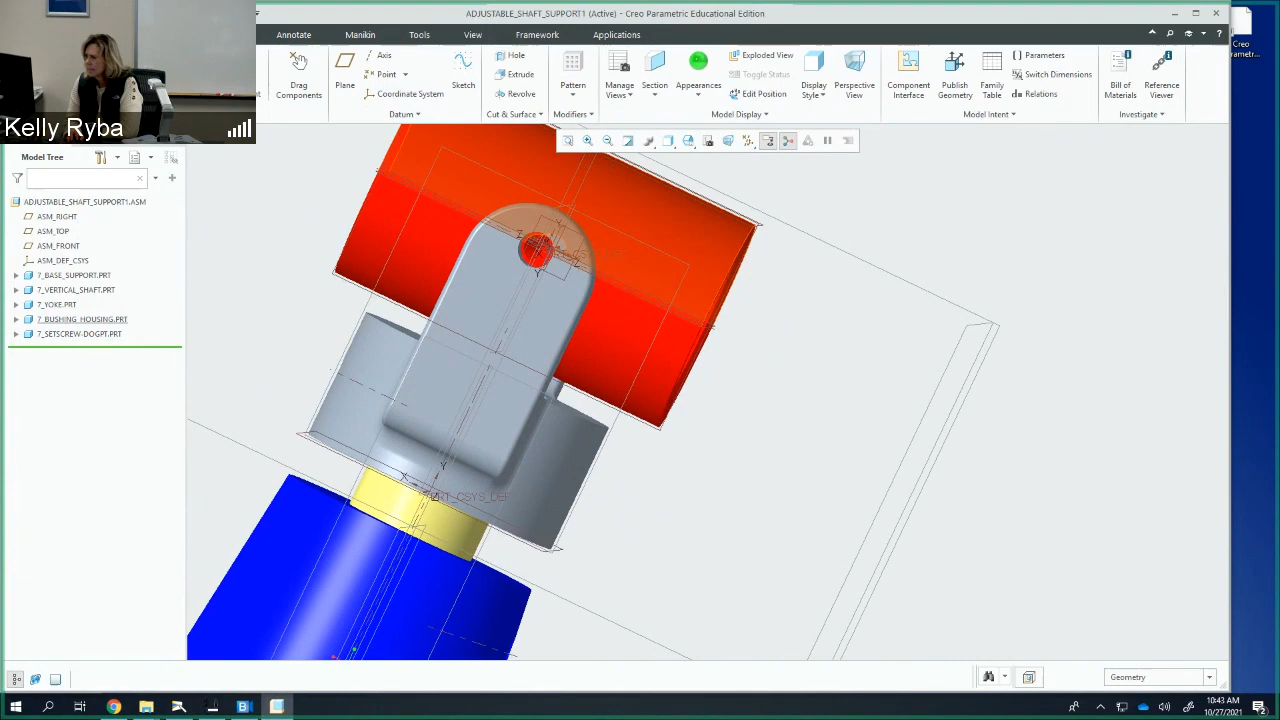 ADJUSTABLE_SHAFT_SUPPORT1 (Active) - Creo Parametric Educational Edition
Annotate Manikin Tools View Framework Applications
Kelly Ryba
Drag Components
Plane
Axis
Point
Coordinate System
Sketch
Datum
Hole
Extrude
Revolve
Cut & Surface
Pattern
Modifiers
Manage Views
Section
Appearances
Exploded View
Toggle Status
Edit Position
Display Style
Perspective View
Model Display
Component Interface
Publish Geometry
Family Table
Parameters
Switch Dimensions
Relations
Model Intent
Bill of Materials
Reference Viewer
Investigate
Model Tree
ADJUSTABLE_SHAFT_SUPPORT1.ASM
ASM_RIGHT
ASM_TOP
ASM_FRONT
ASM_DEF_CSYS
7_BASE_SUPPORT.PRT
7_VERTICAL_SHAFT.PRT
7_YOKE.PRT
7_BUSHING_HOUSING.PRT
7_SETSCREW-DOGPT.PRT
PRT_CSYS_DEF
Geometry
Creo
10:43 AM
10/27/2021